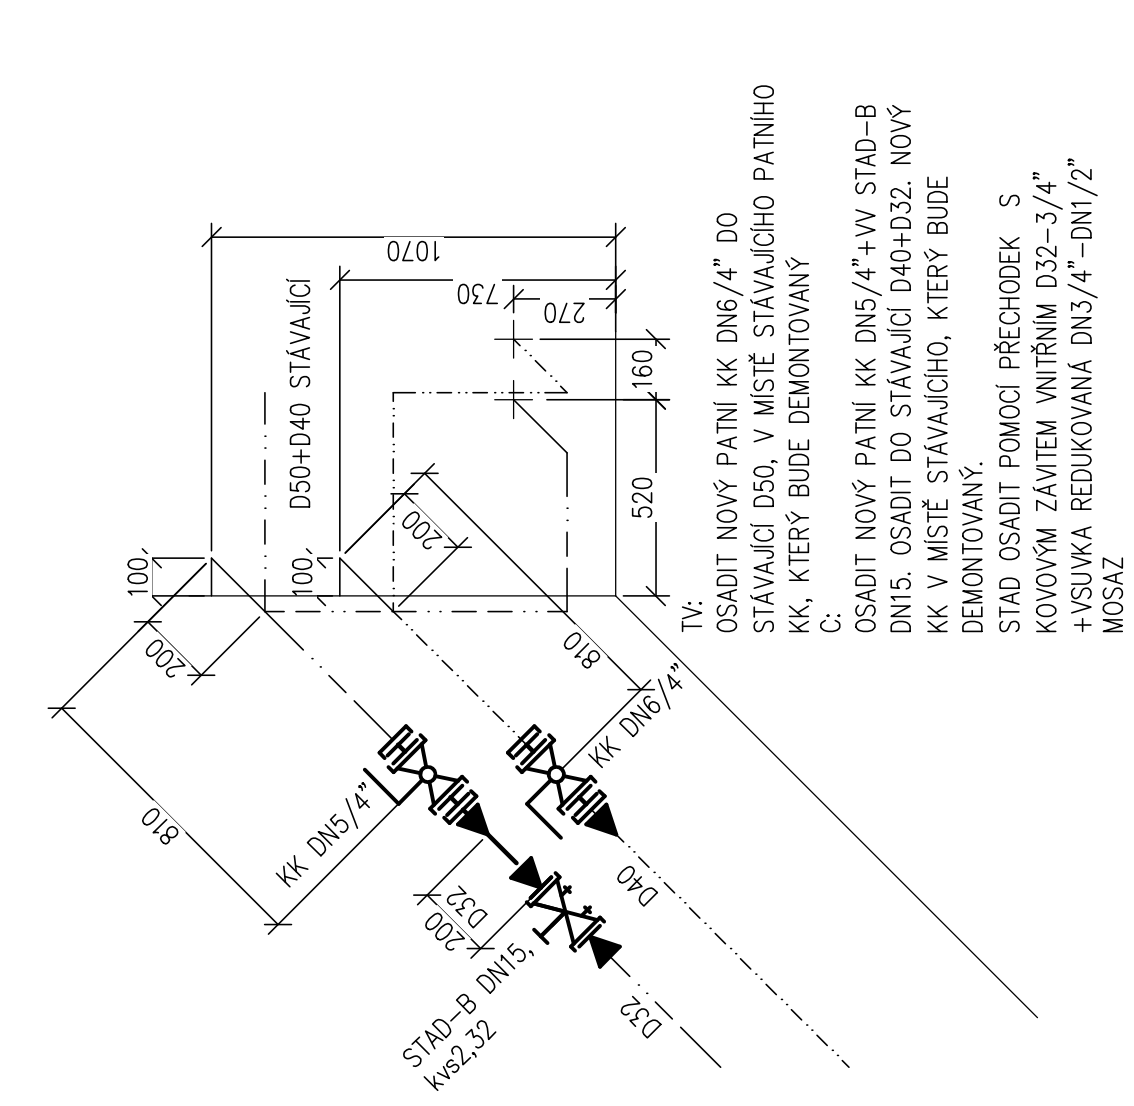 TV:
OSADIT NOVÝ PATNÍ KK DN6/4" DO
STÁVAJÍCÍ D50, V MÍSTĚ STÁVAJÍCÍHO PATNÍHO
KK, KTERÝ BUDE DEMONTOVANÝ
C:
OSADIT NOVÝ PATNÍ KK DN5/4"+VV STAD-B
DN15. OSADIT DO STÁVAJÍCÍ D40+D32. NOVÝ
KK V MÍSTĚ STÁVAJÍCÍHO, KTERÝ BUDE
DEMONTOVANÝ.
STAD OSADIT POMOCÍ PŘECHODEK S
KOVOVÝM ZÁVITEM VNITŘNÍM D32-3/4"
+VSUVKA REDUKOVANÁ DN3/4"-DN1/2"
MOSAZ
D50+D40 STÁVAJÍCÍ
1070
730
270
160
520
100
100
200
200
810
810
KK DN5/4"
KK DN6/4"
D32
200
D40
STAD-B DN15,
kvs2,32
D32